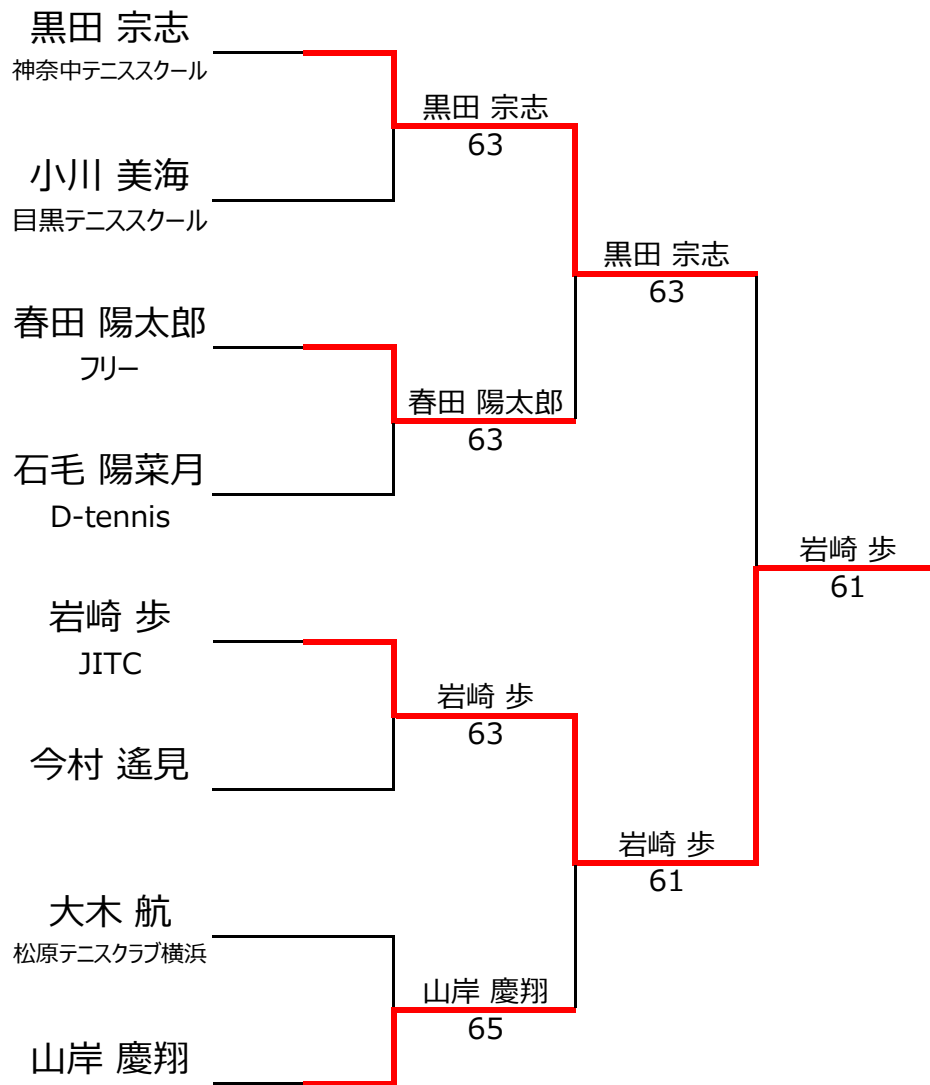 黒田 宗志
神奈中テニススクール
小川 美海
目黒テニススクール
春田 陽太郎
フリー
石毛 陽菜月
D-tennis
岩崎 歩
JITC
今村 遙見
大木 航
松原テニスクラブ横浜
山岸 慶翔
黒田 宗志
63
春田 陽太郎
63
岩崎 歩
63
山岸 慶翔
65
黒田 宗志
63
岩崎 歩
61
岩崎 歩
61